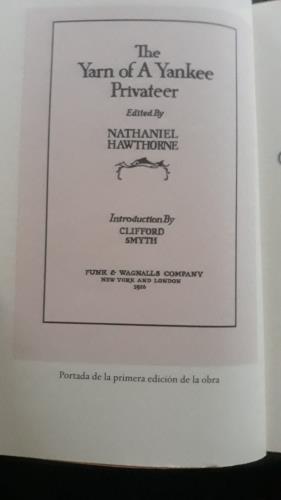 The
Yarn of A Yankee
Privateer
Edited By
NATHANIEL
HAWTHORNE
Introduction By
CLIFFORD
SMYTH
FUNK & WAGNALLS COMPANY
NEW YORK AND LONDON
1926
Portada de la primera edición de la obra